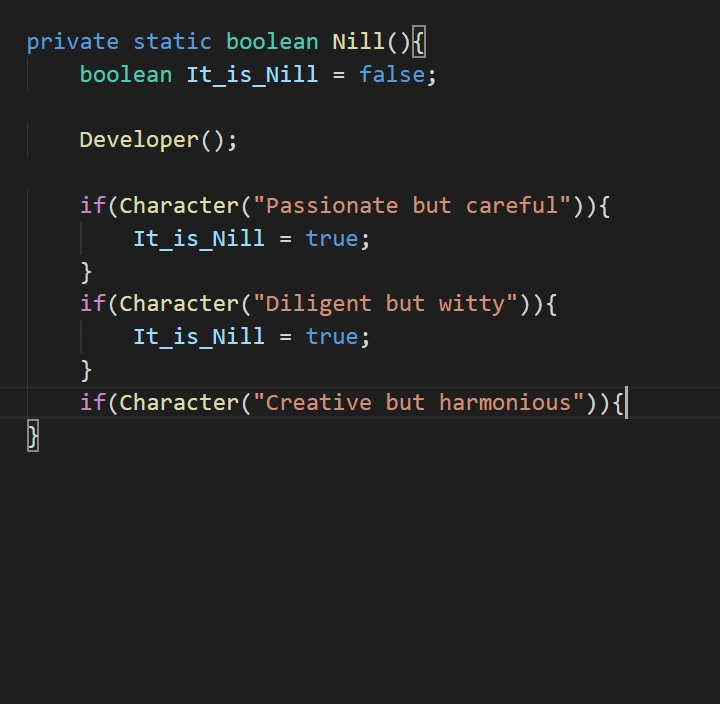 private static boolean Nill(){
    boolean It_is_Nill = false;

    Developer();

    if(Character("Passionate but careful")){
        It_is_Nill = true;
    }
    if(Character("Diligent but witty")){
        It_is_Nill = true;
    }
    if(Character("Creative but harmonious")){
}